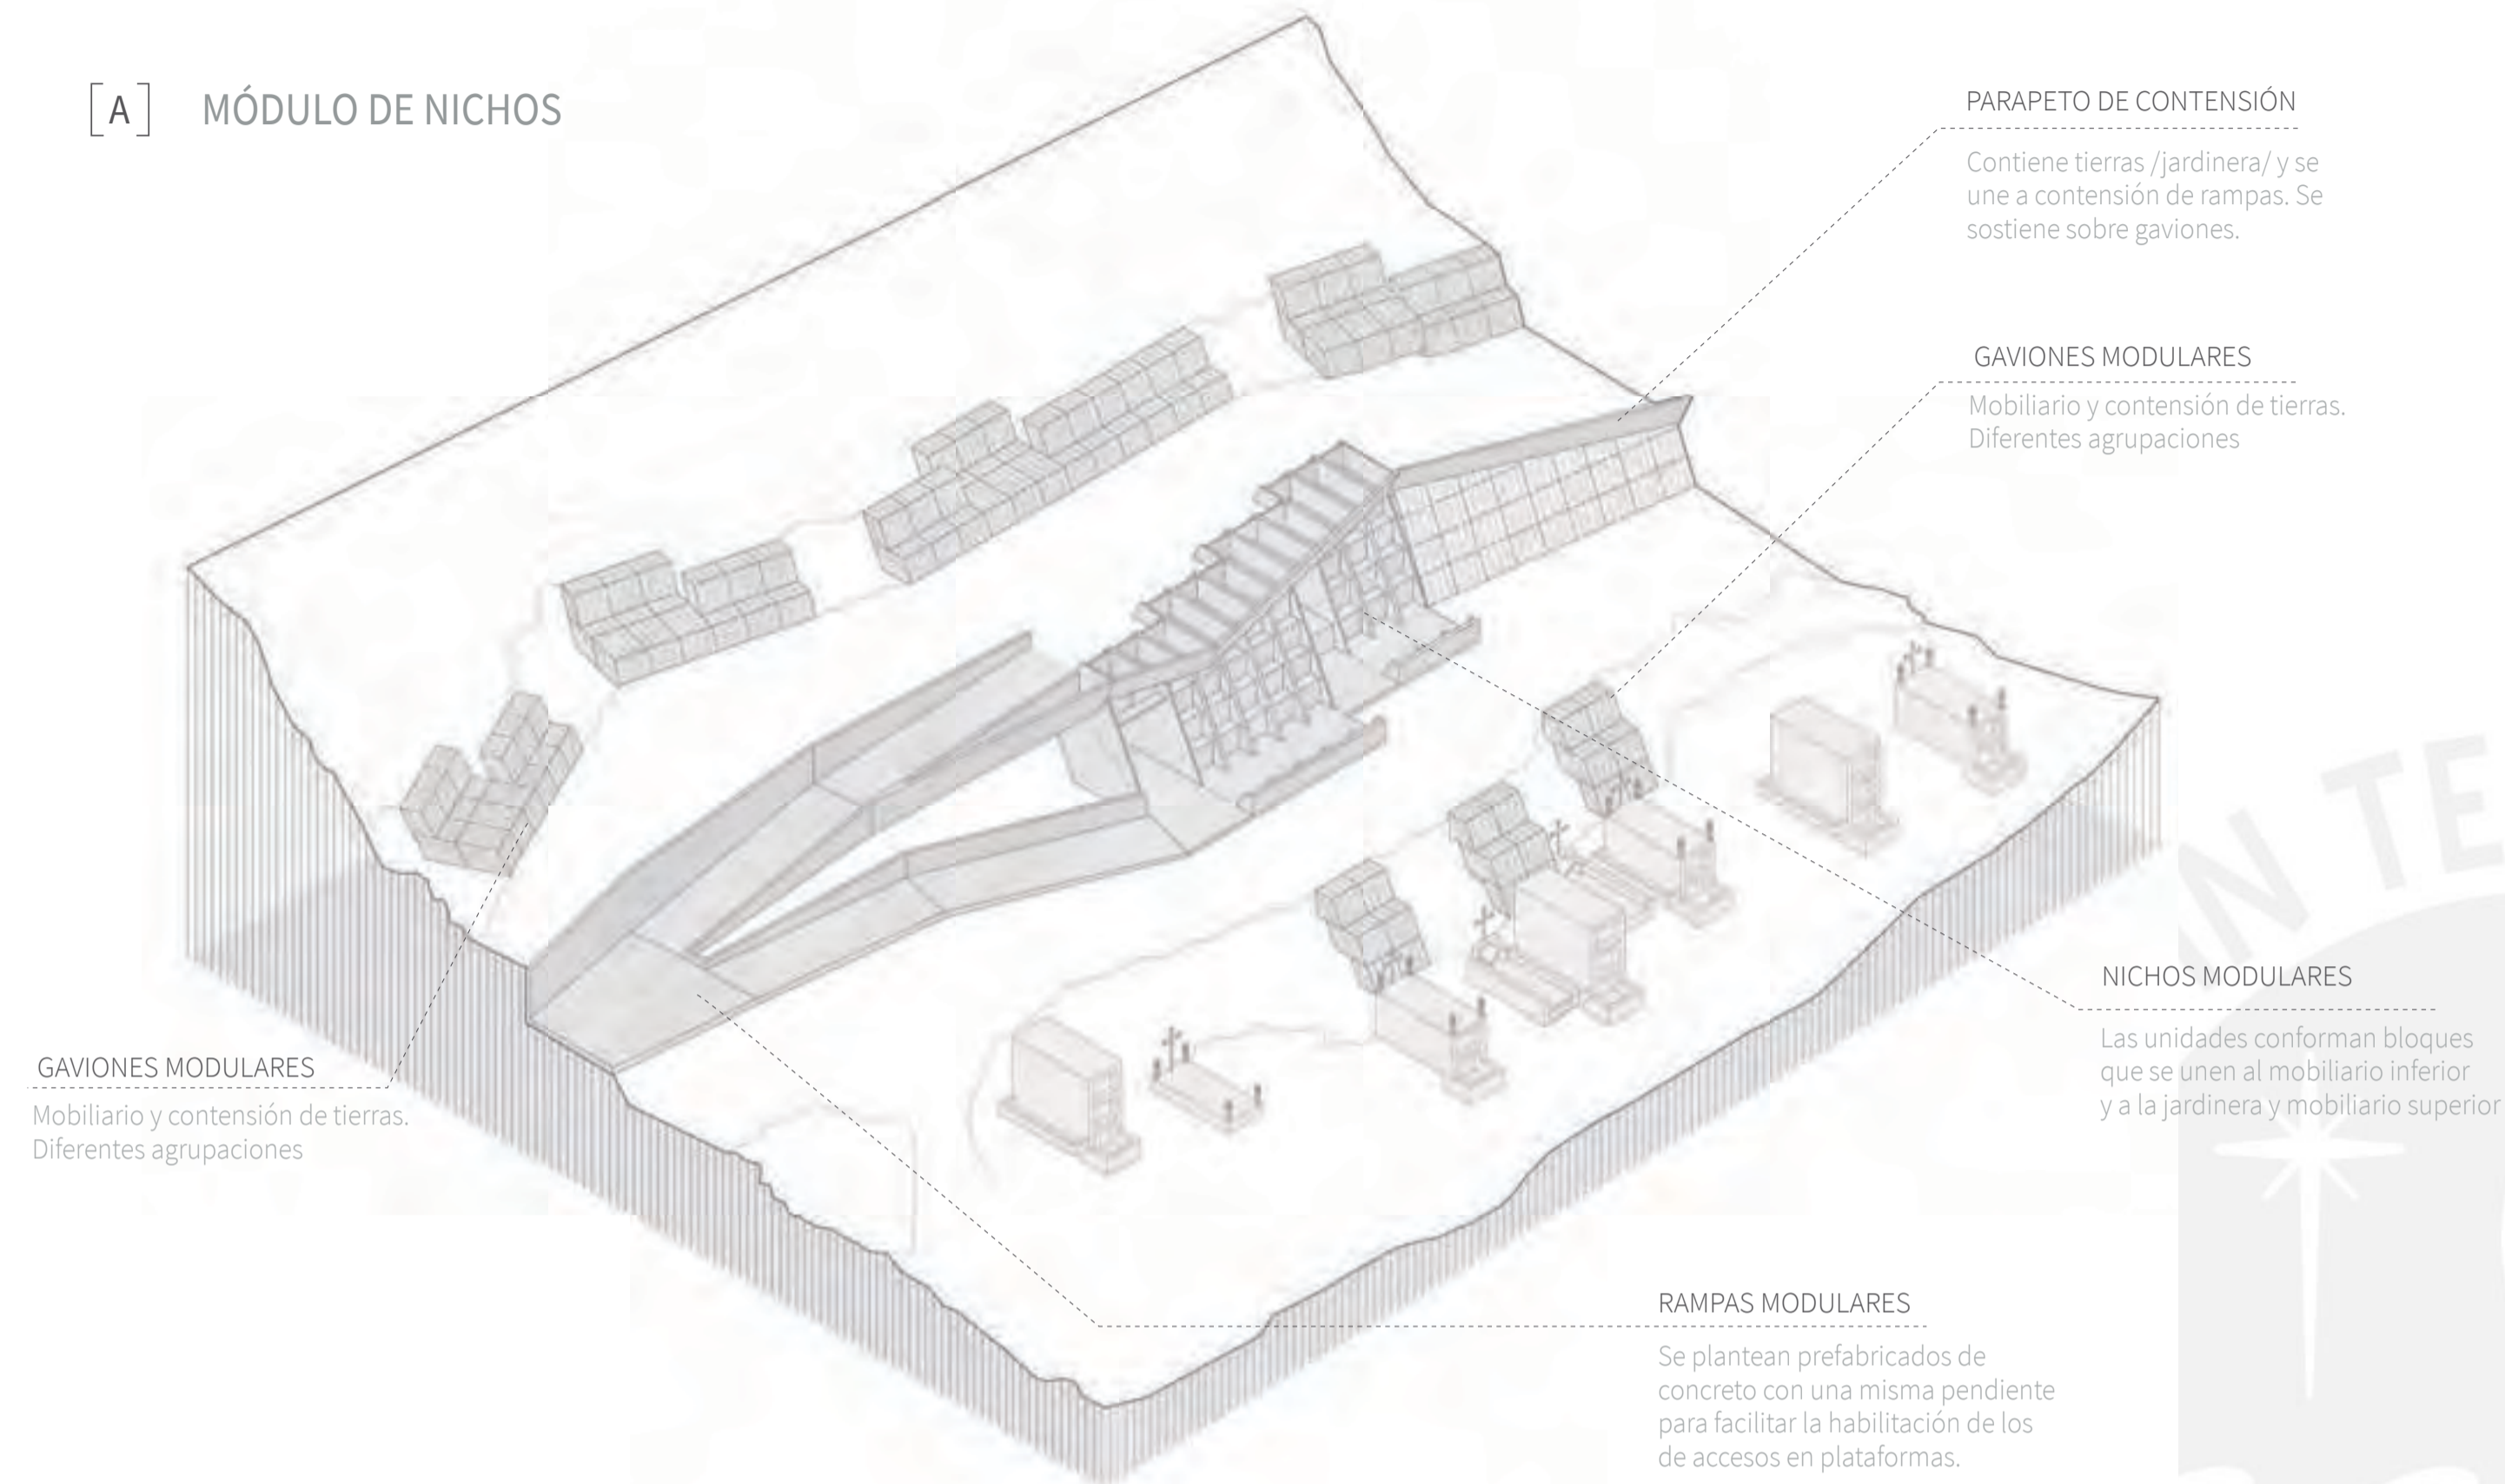 [A] MÓDULO DE NICHOS
PARAPETO DE CONTENSIÓN
Contiene tierras /jardinera/ y se
une a contensión de rampas. Se
sostiene sobre gaviones.
GAVIONES MODULARES
Mobiliario y contensión de tierras.
Diferentes agrupaciones
NICHOS MODULARES
Las unidades conforman bloques
que se unen al mobiliario inferior
y a la jardinera y mobiliario superior
GAVIONES MODULARES
Mobiliario y contensión de tierras.
Diferentes agrupaciones
RAMPAS MODULARES
Se plantean prefabricados de
concreto con una misma pendiente
para facilitar la habilitación de los
de accesos en plataformas.